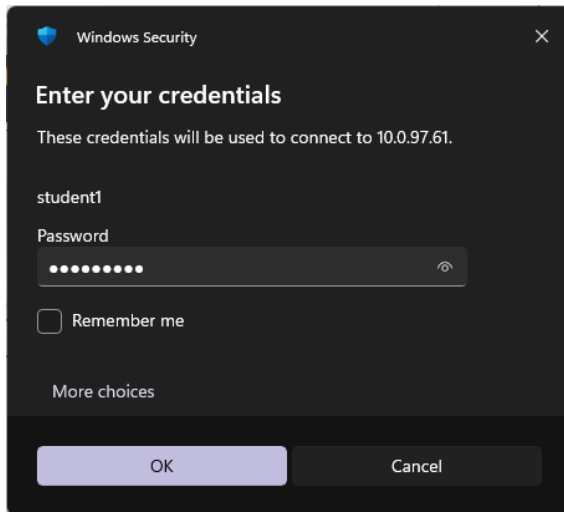 Windows Security
Enter your credentials
These credentials will be used to connect to 10.0.97.61.
student1
Password
•••••••••
Remember me
More choices
OK
Cancel